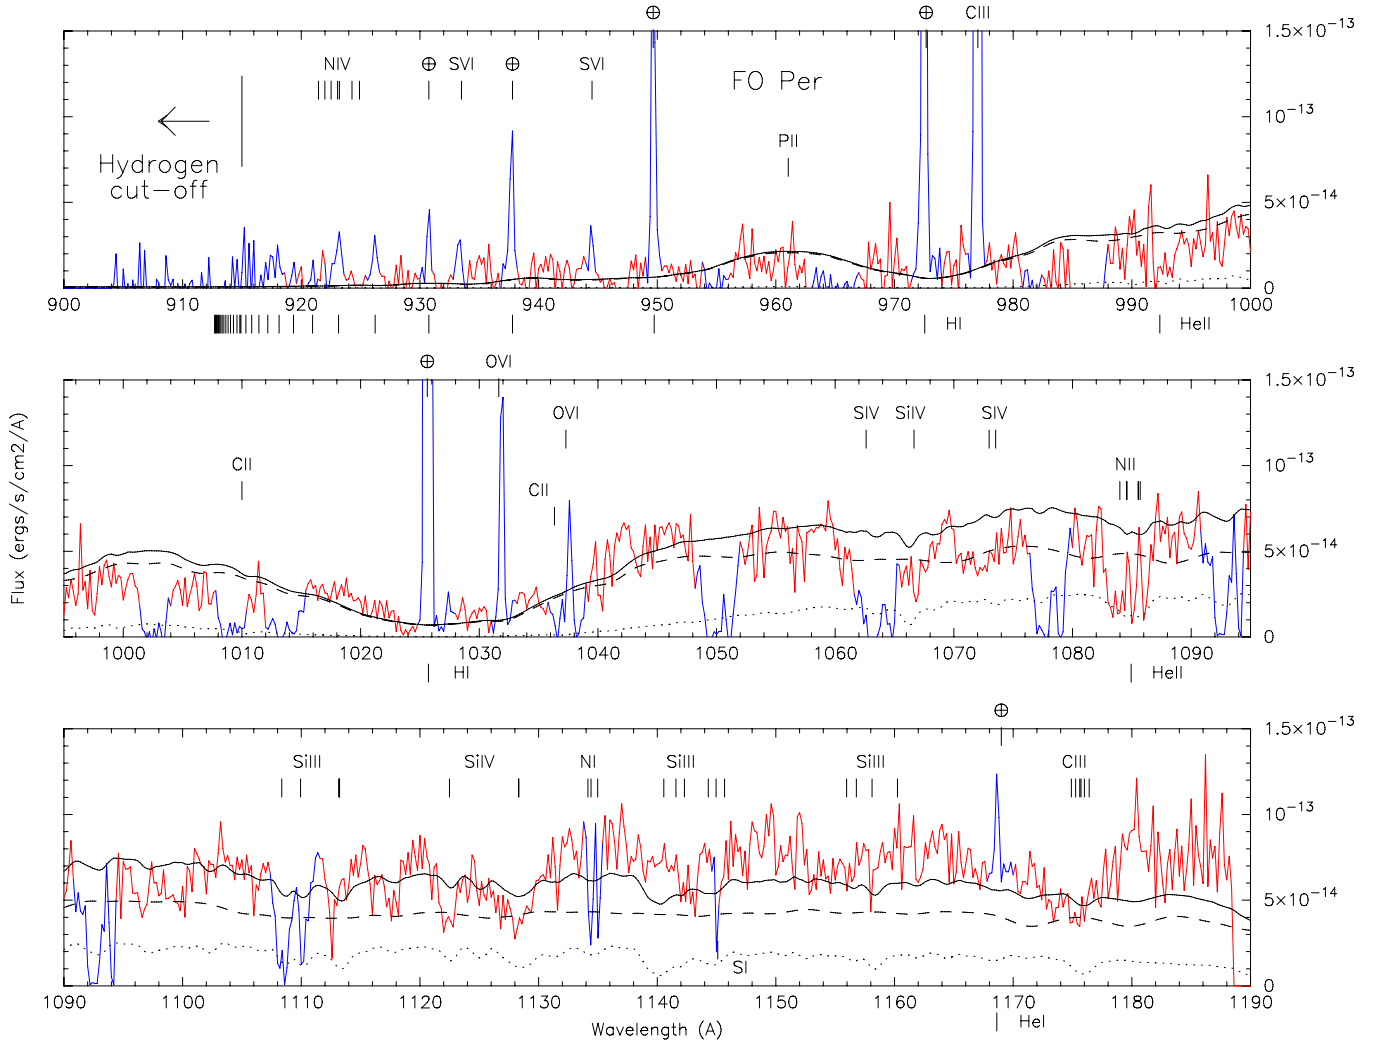 ⊕ ⊕ CIII
NIV ⊕ SVI ⊕ SVI
FO Per
PII
Hydrogen
cut-off
1.5×10−13
10−13
5×10−14
0
900 910 920 930 940 950 960 970 980 990 1000
HI HeII
⊕ OVI
OVI SIV SiIV SIV
CII CII NII
1.5×10−13
10−13
5×10−14
0
1000 1010 1020 1030 1040 1050 1060 1070 1080 1090
HI HeII
Flux (ergs/s/cm2/A)
⊕
SiIII SiIV NI SiIII SiIII CIII
1.5×10−13
10−13
5×10−14
0
SI
1090 1100 1110 1120 1130 1140 1150 1160 1170 1180 1190
HeI
Wavelength (A)